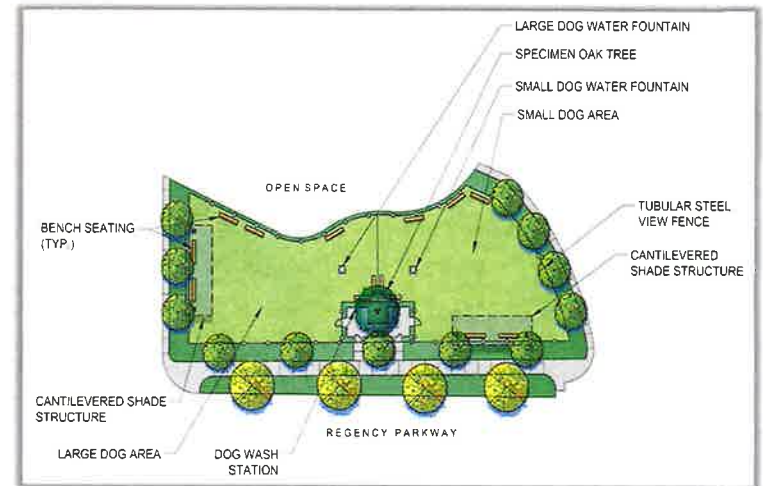 LARGE DOG WATER FOUNTAIN
SPECIMEN OAK TREE
SMALL DOG WATER FOUNTAIN
SMALL DOG AREA
OPEN SPACE
BENCH SEATING
(TYP.)
TUBULAR STEEL
VIEW FENCE
CANTILEVERED
SHADE STRUCTURE
CANTILEVERED SHADE
STRUCTURE
REGENCY PARKWAY
LARGE DOG AREA
DOG WASH
STATION